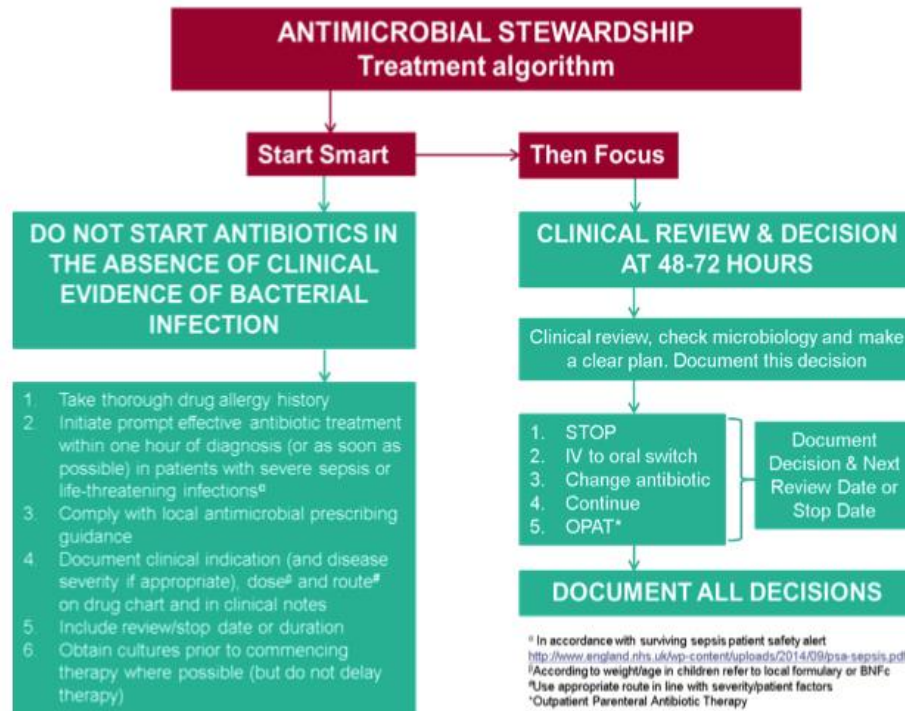 ANTIMICROBIAL STEWARDSHIP
Treatment algorithm
Start Smart
Then Focus
DO NOT START ANTIBIOTICS IN
THE ABSENCE OF CLINICAL
EVIDENCE OF BACTERIAL
INFECTION
1. Take thorough drug allergy history
2. Initiate prompt effective antibiotic treatment
within one hour of diagnosis (or as soon as
possible) in patients with severe sepsis or
life-threatening infectionsα
3. Comply with local antimicrobial prescribing
guidance
4. Document clinical indication (and disease
severity if appropriate), doseβ and route#
on drug chart and in clinical notes
5. Include review/stop date or duration
6. Obtain cultures prior to commencing
therapy where possible (but do not delay
therapy)
CLINICAL REVIEW & DECISION
AT 48-72 HOURS
Clinical review, check microbiology and make
a clear plan. Document this decision
1. STOP
2. IV to oral switch
3. Change antibiotic
4. Continue
5. OPAT*
Document
Decision & Next
Review Date or
Stop Date
DOCUMENT ALL DECISIONS
α In accordance with surviving sepsis patient safety alert
http://www.england.nhs.uk/wp-content/uploads/2014/09/psa-sepsis.pdf
βAccording to weight/age in children refer to local formulary or BNFc
#Use appropriate route in line with severity/patient factors
*Outpatient Parenteral Antibiotic Therapy